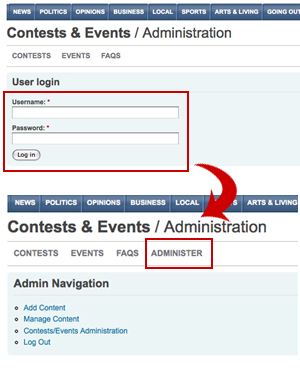 NEWS POLITICS OPINIONS BUSINESS LOCAL SPORTS ARTS & LIVING GOING OUT
Contests & Events / Administration
CONTESTS EVENTS FAQS
User login
Username: *
Password: *
Log in
NEWS POLITICS OPINIONS BUSINESS LOCAL ARTS & LIVING
Contests & Events / Administration
CONTESTS EVENTS FAQS ADMINISTER
Admin Navigation
Add Content
Manage Content
Contests/Events Administration
Log Out